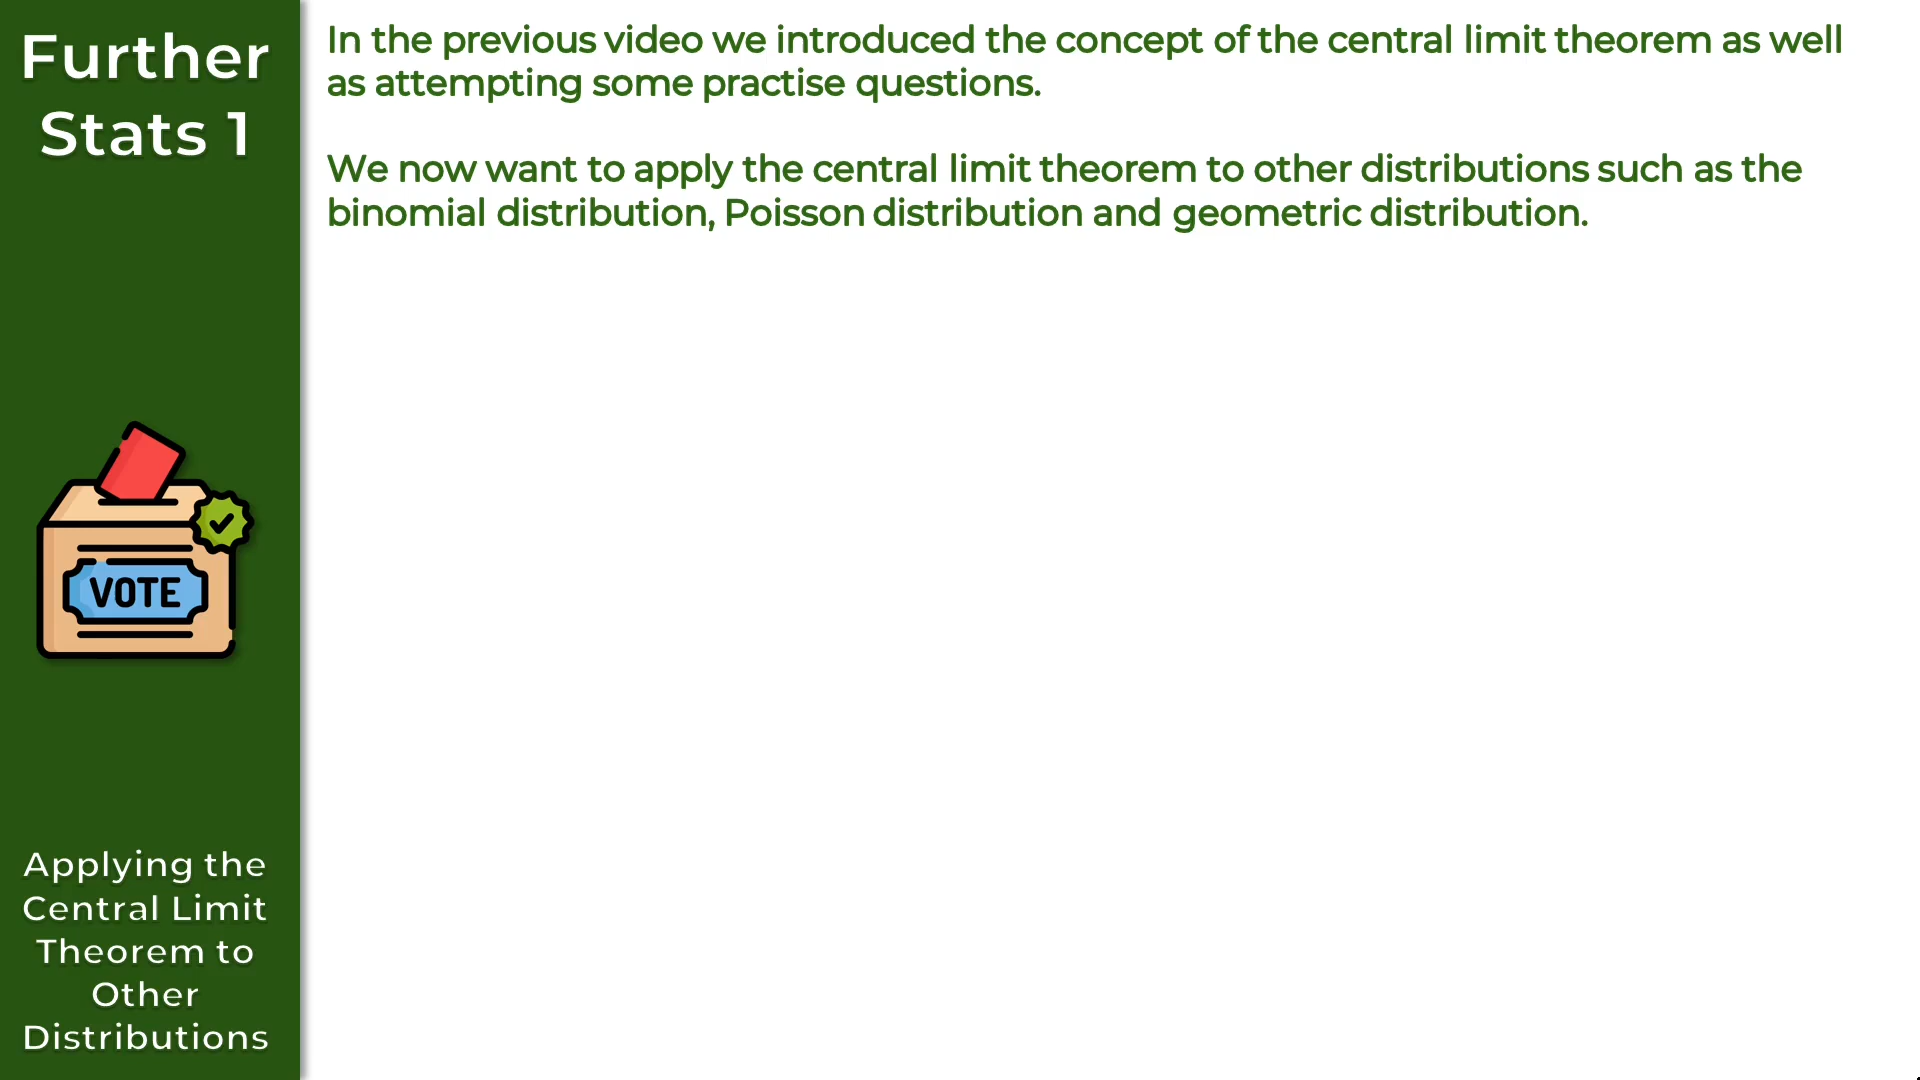 Further
Stats 1
In the previous video we introduced the concept of the central limit theorem as well
as attempting some practise questions.
We now want to apply the central limit theorem to other distributions such as the
binomial distribution, Poisson distribution and geometric distribution.
VOTE
Applying the
Central Limit
Theorem to
Other
Distributions